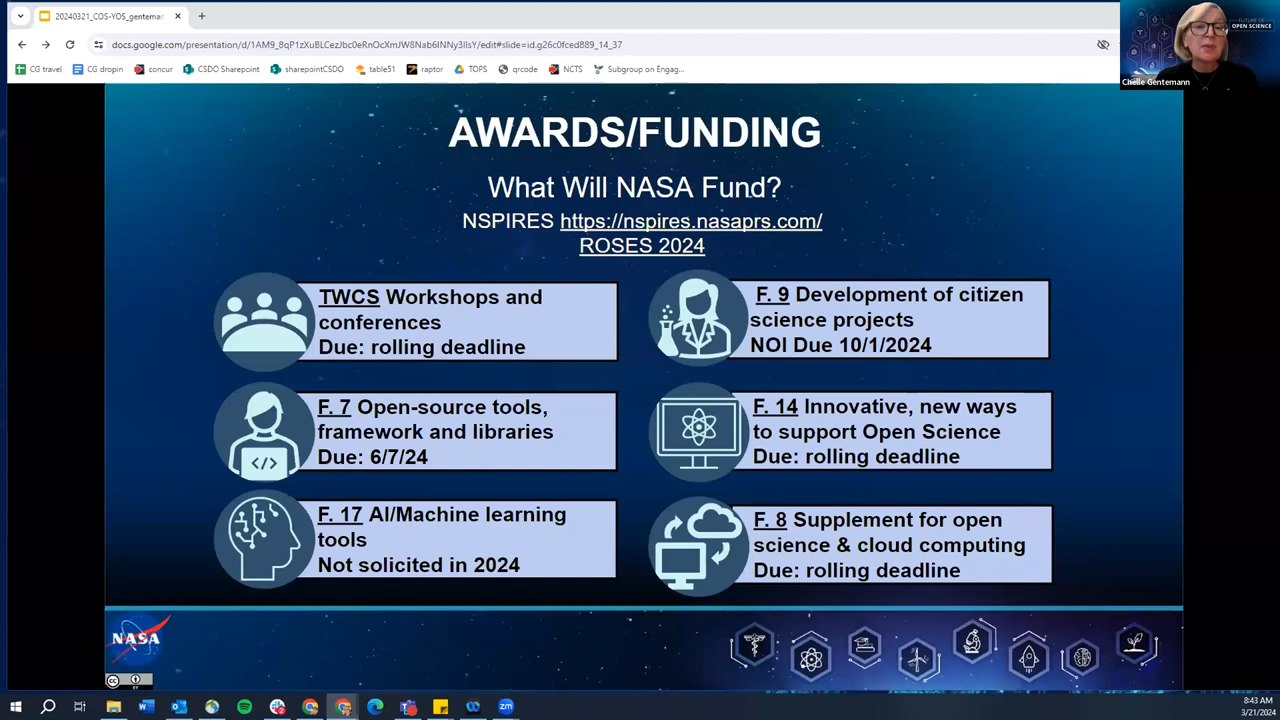 20240321_COS-YOS_genteman
docs.google.com/presentation/d/1AM9_8qP1zXuBLCezJbc0eRnOcXmJW8Nab6INNy3IlsY/edit#slide=id.g26c0fced889_14_37
CG travel
CG dropin
concur
CSDO Sharepoint
sharepointCSDO
table51
raptor
TOPS
qrcode
NCTS
Subgroup on Engag...
FUTURE OF
OPEN SCIENCE
Chelle Gentemann
AWARDS/FUNDING
What Will NASA Fund?
NSPIRES https://nspires.nasaprs.com/
ROSES 2024
TWCS Workshops and
conferences
Due: rolling deadline
F. 9 Development of citizen
science projects
NOI Due 10/1/2024
F. 7 Open-source tools,
framework and libraries
Due: 6/7/24
F. 14 Innovative, new ways
to support Open Science
Due: rolling deadline
F. 17 AI/Machine learning
tools
Not solicited in 2024
F. 8 Supplement for open
science & cloud computing
Due: rolling deadline
NASA
CC
BY
8:43 AM
3/21/2024